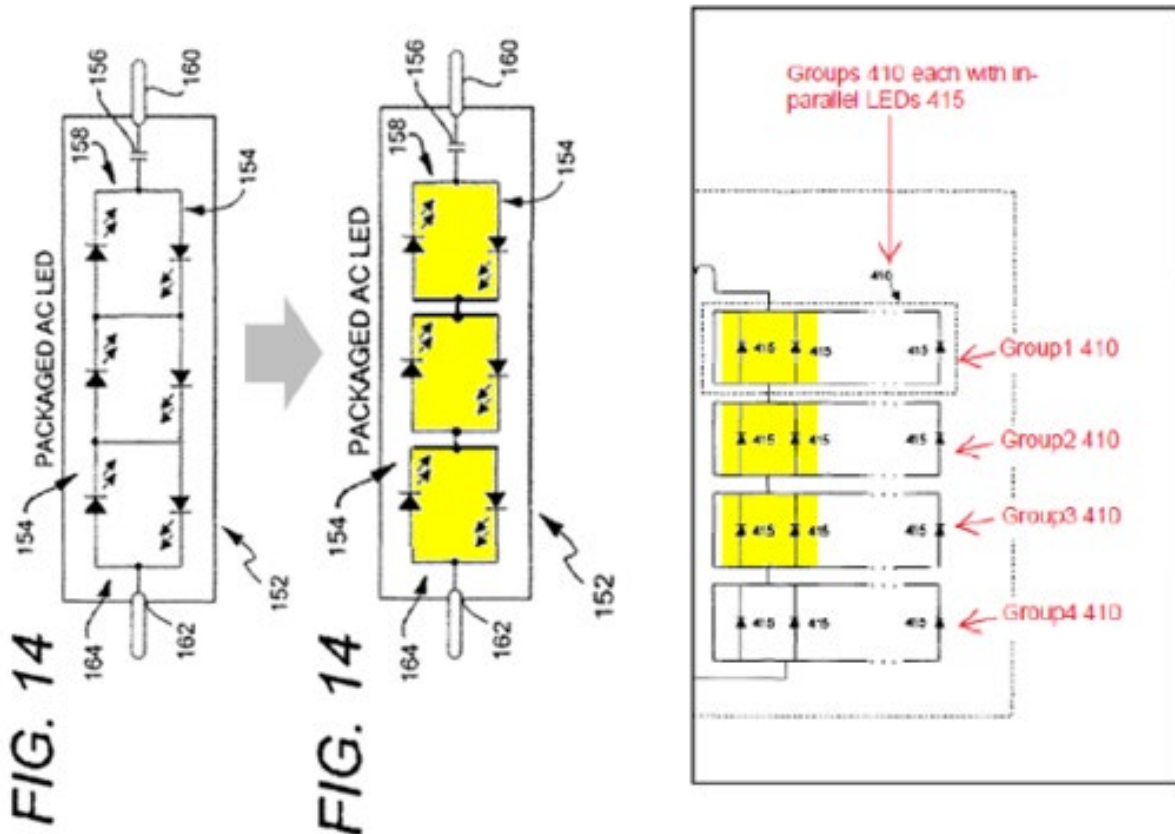 FIG. 14
PACKAGED AC LED
154
164
162
152
158
156
160
154
FIG. 14
PACKAGED AC LED
154
164
162
152
158
156
160
154
Groups 410 each with in-
parallel LEDs 415
410
415 415 415
Group1 410
415 415 415
Group2 410
415 415 415
Group3 410
415 415 415
Group4 410